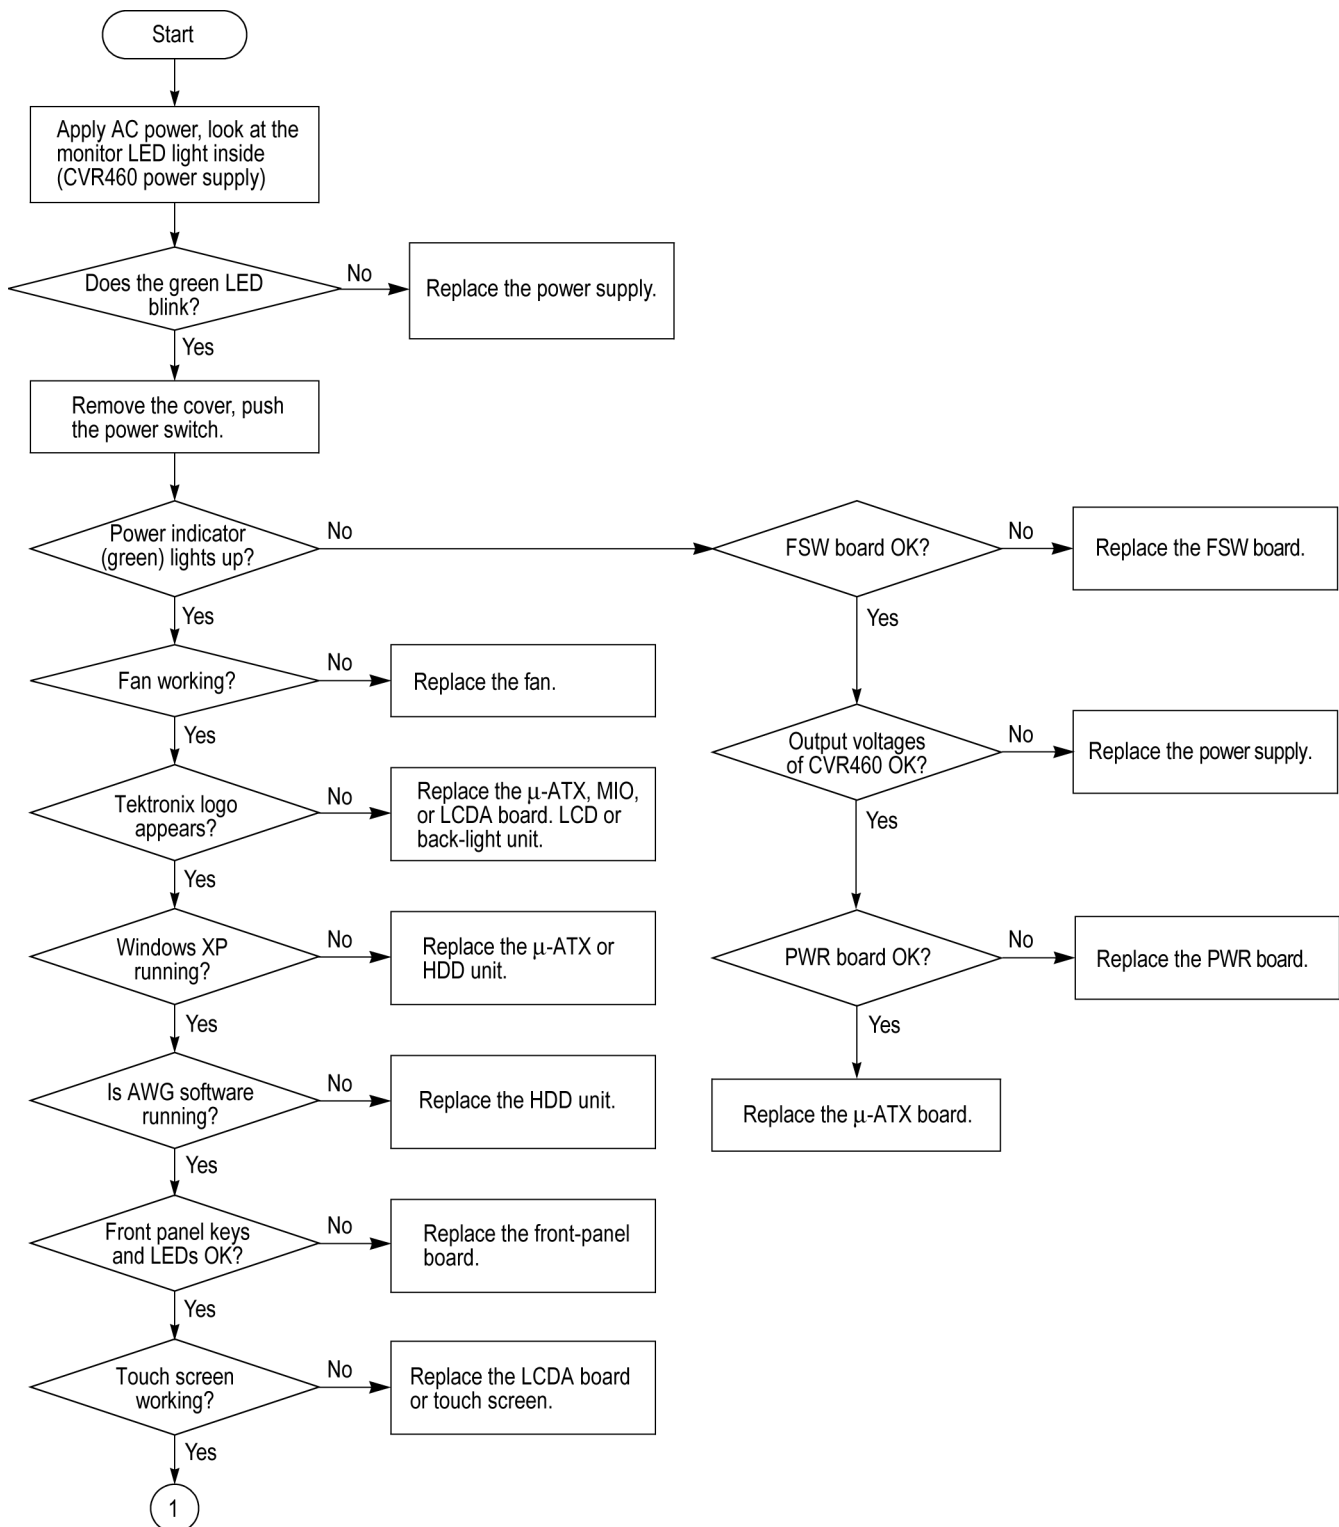 Start
Apply AC power, look at the
monitor LED light inside
(CVR460 power supply)
Does the green LED
blink?
No
Replace the power supply.
Yes
Remove the cover, push
the power switch.
Power indicator
(green) lights up?
No
FSW board OK?
No
Replace the FSW board.
Yes
Yes
Fan working?
No
Replace the fan.
Output voltages
of CVR460 OK?
No
Replace the power supply.
Yes
Yes
Tektronix logo
appears?
No
Replace the μ-ATX, MIO,
or LCDA board. LCD or
back-light unit.
Yes
Windows XP
running?
No
Replace the μ-ATX or
HDD unit.
PWR board OK?
No
Replace the PWR board.
Yes
Yes
Is AWG software
running?
No
Replace the HDD unit.
Replace the μ-ATX board.
Yes
Front panel keys
and LEDs OK?
No
Replace the front-panel
board.
Yes
Touch screen
working?
No
Replace the LCDA board
or touch screen.
Yes
1